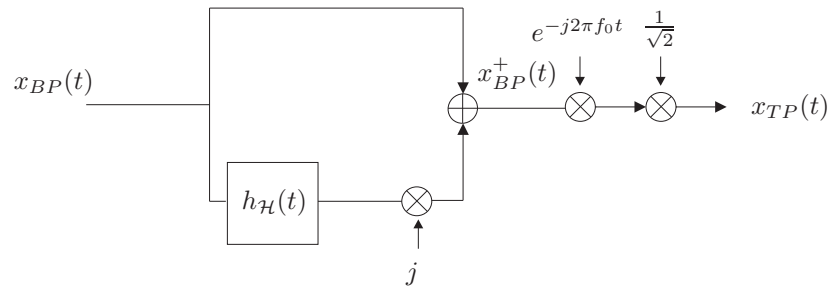 $e^{-j2\pi f_0 t}$ $\frac{1}{\sqrt{2}}$
$x_{BP}(t)$ $x_{BP}^{+}(t)$ $x_{TP}(t)$
$h_{\mathcal{H}}(t)$
$j$